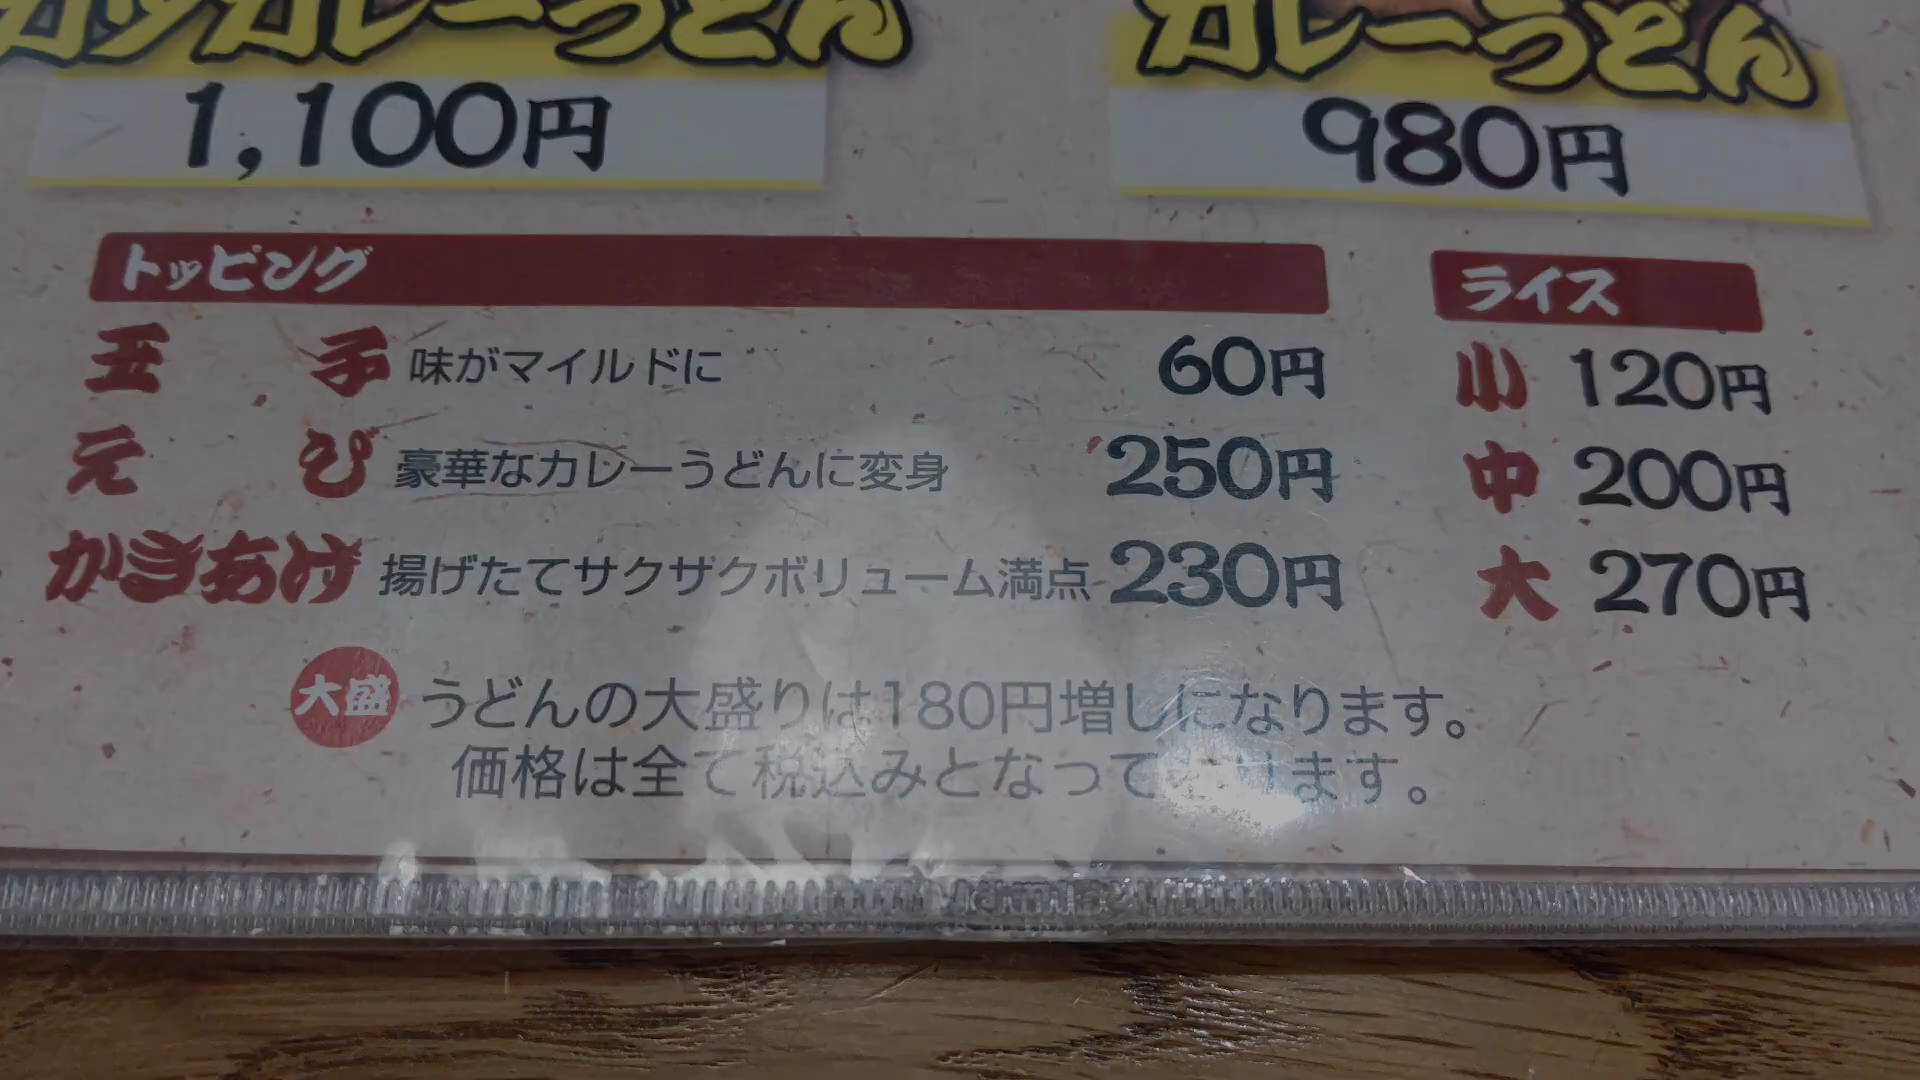 カツカレーうどん
1,100円
カレーうどん
980円
トッピング
玉子 味がマイルドに 60円
えび 豪華なカレーうどんに変身 250円
かきあげ 揚げたてサクサクボリューム満点 230円
ライス
小 120円
中 200円
大 270円
大盛 うどんの大盛りは180円増しになります。
価格は全て税込みとなっております。